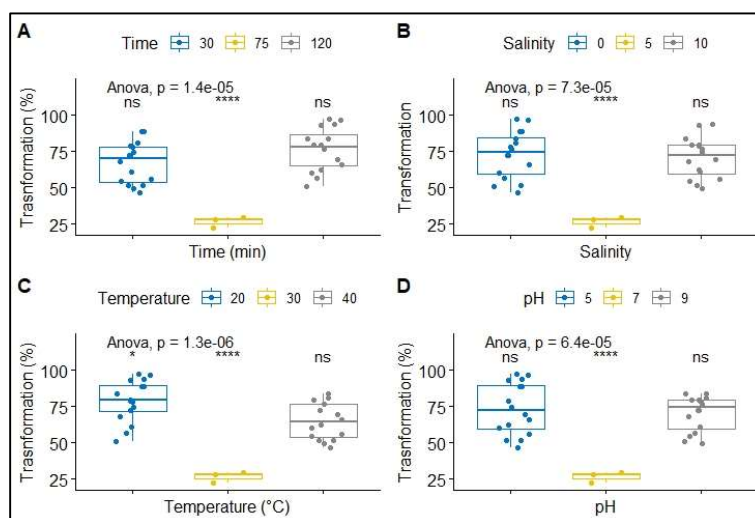 A
Time 30 75 120
Anova, p = 1.4e-05
ns **** ns
Trasnformation (%)
100
75
50
25
Time (min)
B
Salinity 0 5 10
Anova, p = 7.3e-05
ns **** ns
Transformation
100
75
50
25
Salinity
C
Temperature 20 30 40
Anova, p = 1.3e-06
* **** ns
Trasnformation (%)
100
75
50
25
Temperature (°C)
D
pH 5 7 9
Anova, p = 6.4e-05
ns **** ns
Trasnformation (%)
100
75
50
25
pH